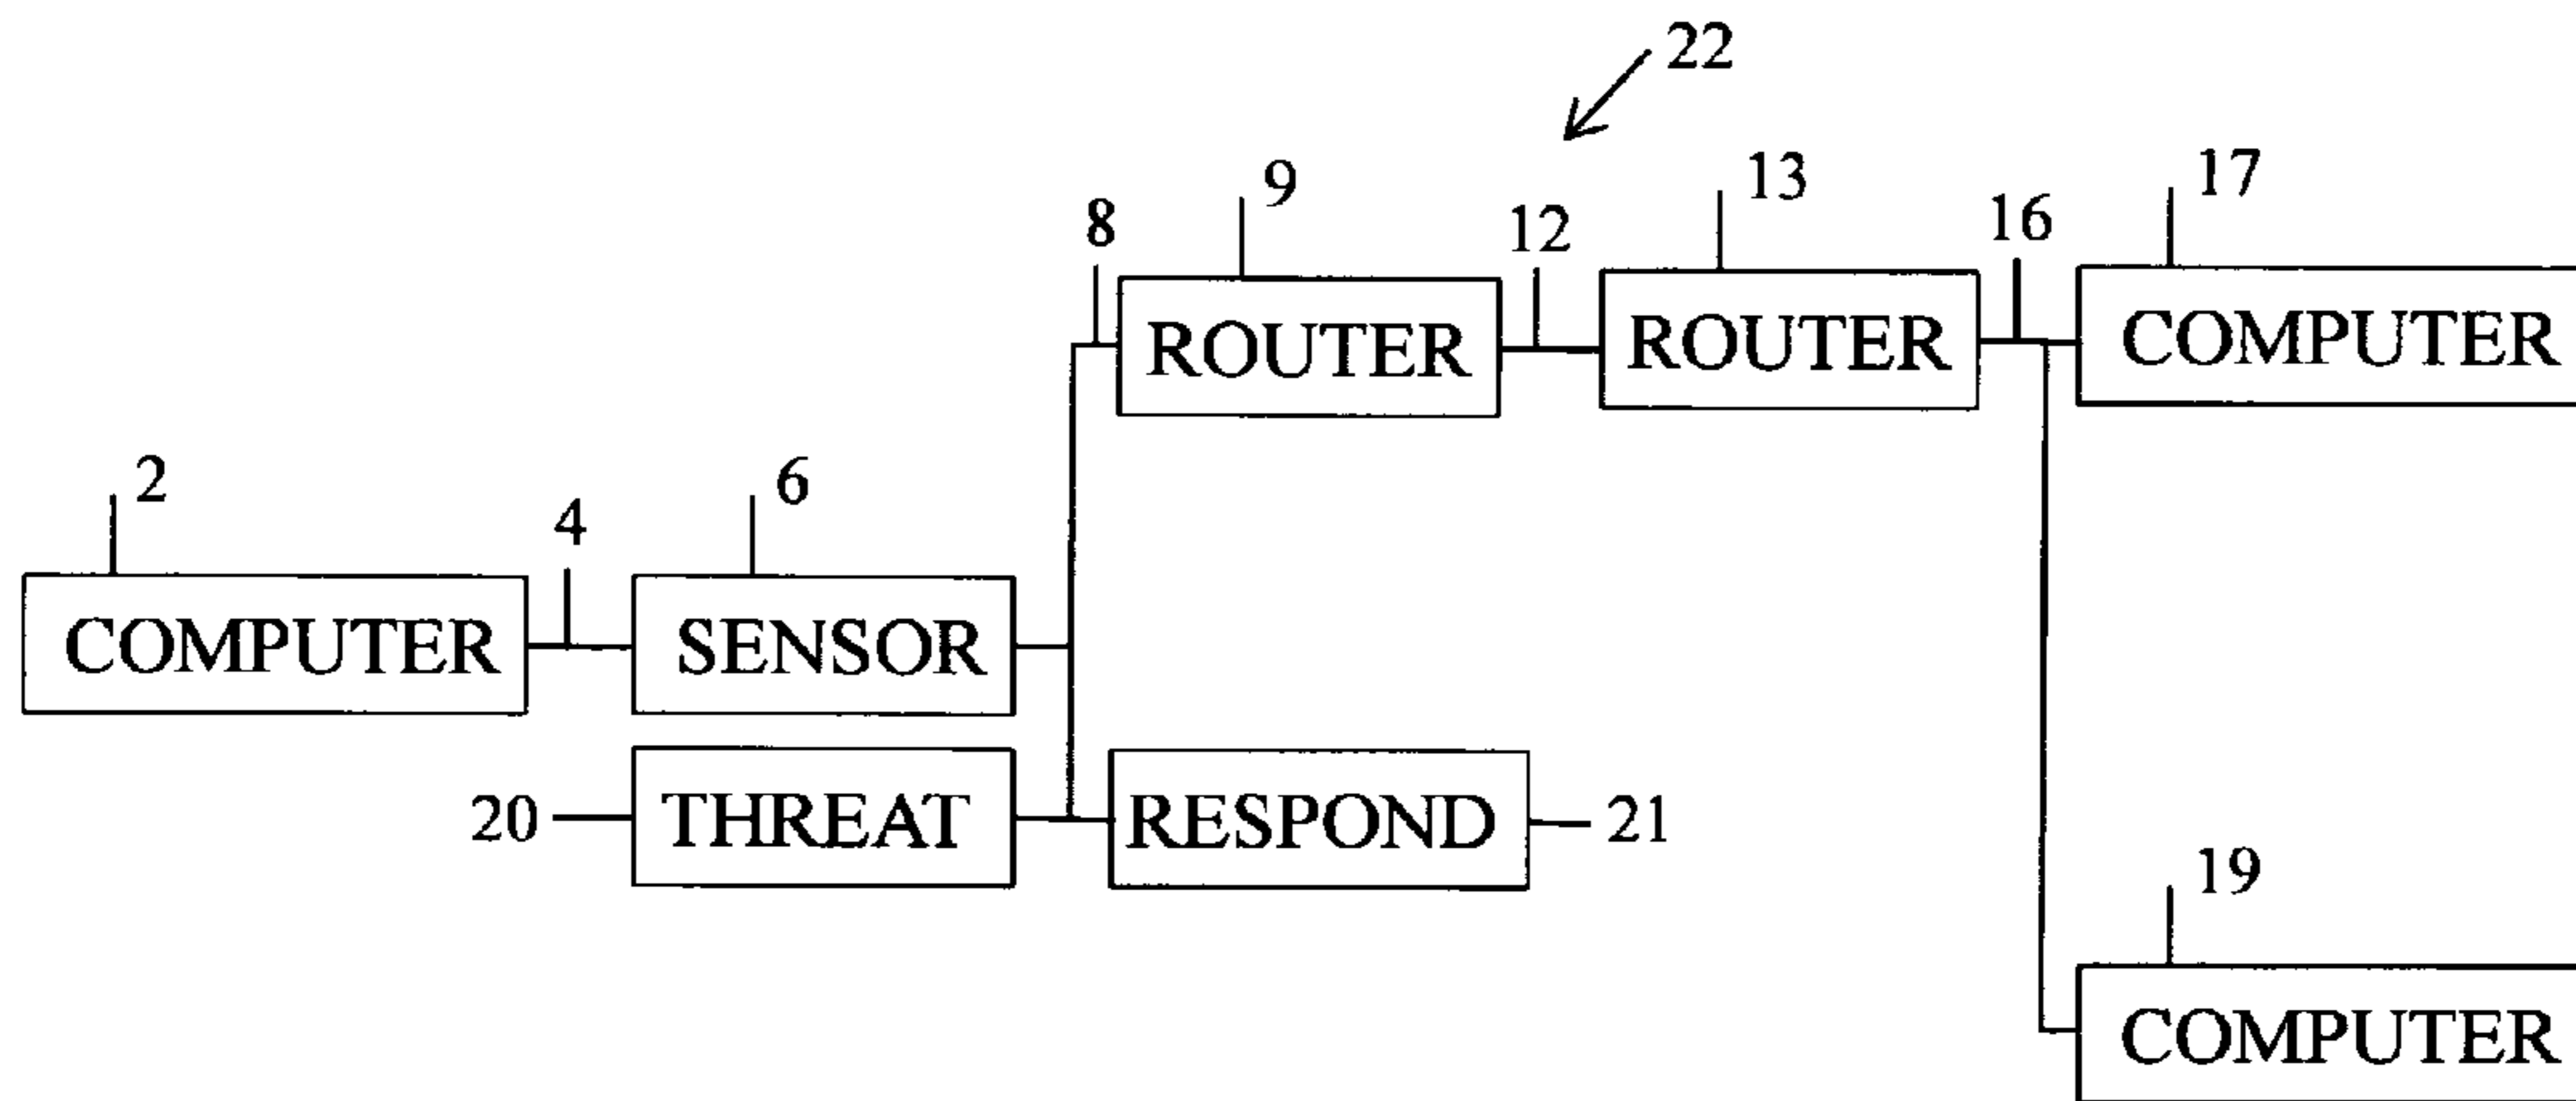 22
9
13
17
8
12
16
ROUTER
ROUTER
COMPUTER
2
4
6
COMPUTER
SENSOR
20
THREAT
RESPOND
21
19
COMPUTER